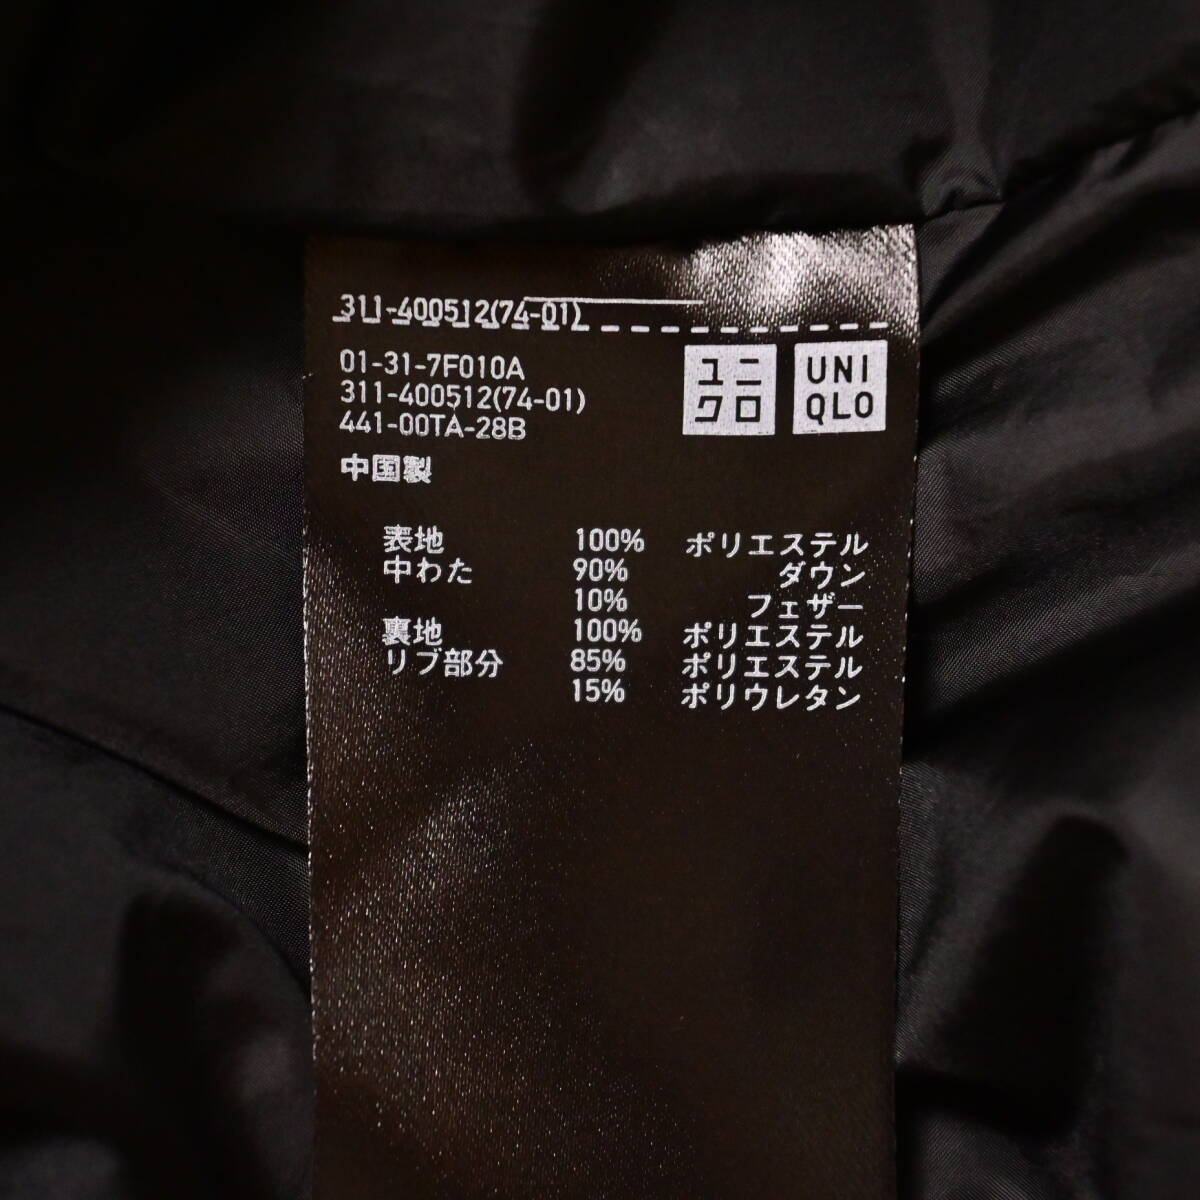 311-400512(74-01)
01-31-7F010A
311-400512(74-01)
441-00TA-28B
ユニ
クロ
UNI
QLO
中国製
表地 100% ポリエステル
中わた 90% ダウン
10% フェザー
裏地 100% ポリエステル
リブ部分 85% ポリエステル
15% ポリウレタン